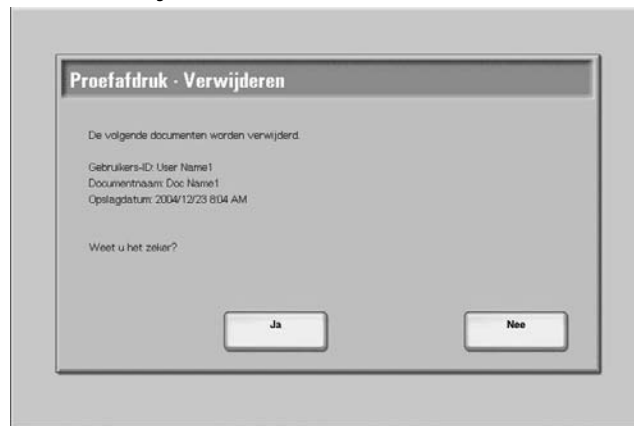 Proefafdruk - Verwijderen
De volgende documenten worden verwijderd.
Gebruikers-ID: User Name1
Documentnaam: Doc Name1
Opslagdatum: 2004/12/23 8:04 AM
Weet u het zeker?
Ja
Nee